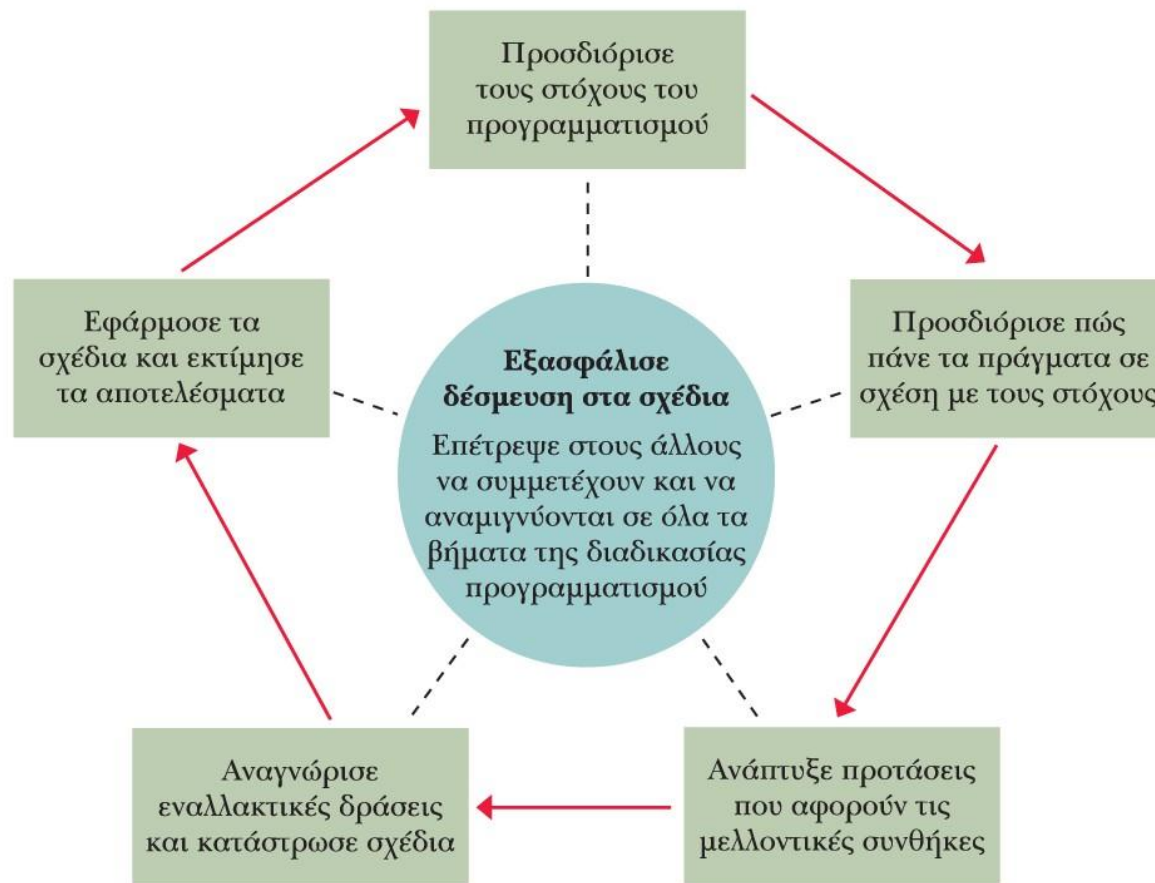 Προσδιόρισε
τους στόχους του
προγραμματισμού
Προσδιόρισε πώς
πάνε τα πράγματα σε
σχέση με τους στόχους
Ανάπτυξε προτάσεις
που αφορούν τις
μελλοντικές συνθήκες
Αναγνώρισε
εναλλακτικές δράσεις
και κατάστρωσε σχέδια
Εφάρμοσε τα
σχέδια και εκτίμησε
τα αποτελέσματα
Εξασφάλισε
δέσμευση στα σχέδια
Επέτρεψε στους άλλους
να συμμετέχουν και να
αναμιγνύονται σε όλα τα
βήματα της διαδικασίας
προγραμματισμού